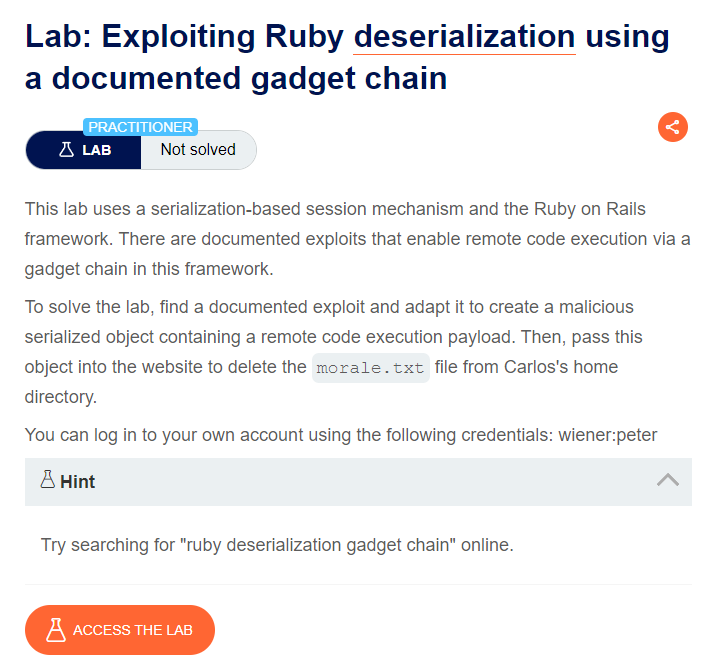 Lab: Exploiting Ruby deserialization using
a documented gadget chain
PRACTITIONER
LAB
Not solved
This lab uses a serialization-based session mechanism and the Ruby on Rails
framework. There are documented exploits that enable remote code execution via a
gadget chain in this framework.
To solve the lab, find a documented exploit and adapt it to create a malicious
serialized object containing a remote code execution payload. Then, pass this
object into the website to delete the morale.txt file from Carlos's home
directory.
You can log in to your own account using the following credentials: wiener:peter
Hint
Try searching for "ruby deserialization gadget chain" online.
ACCESS THE LAB